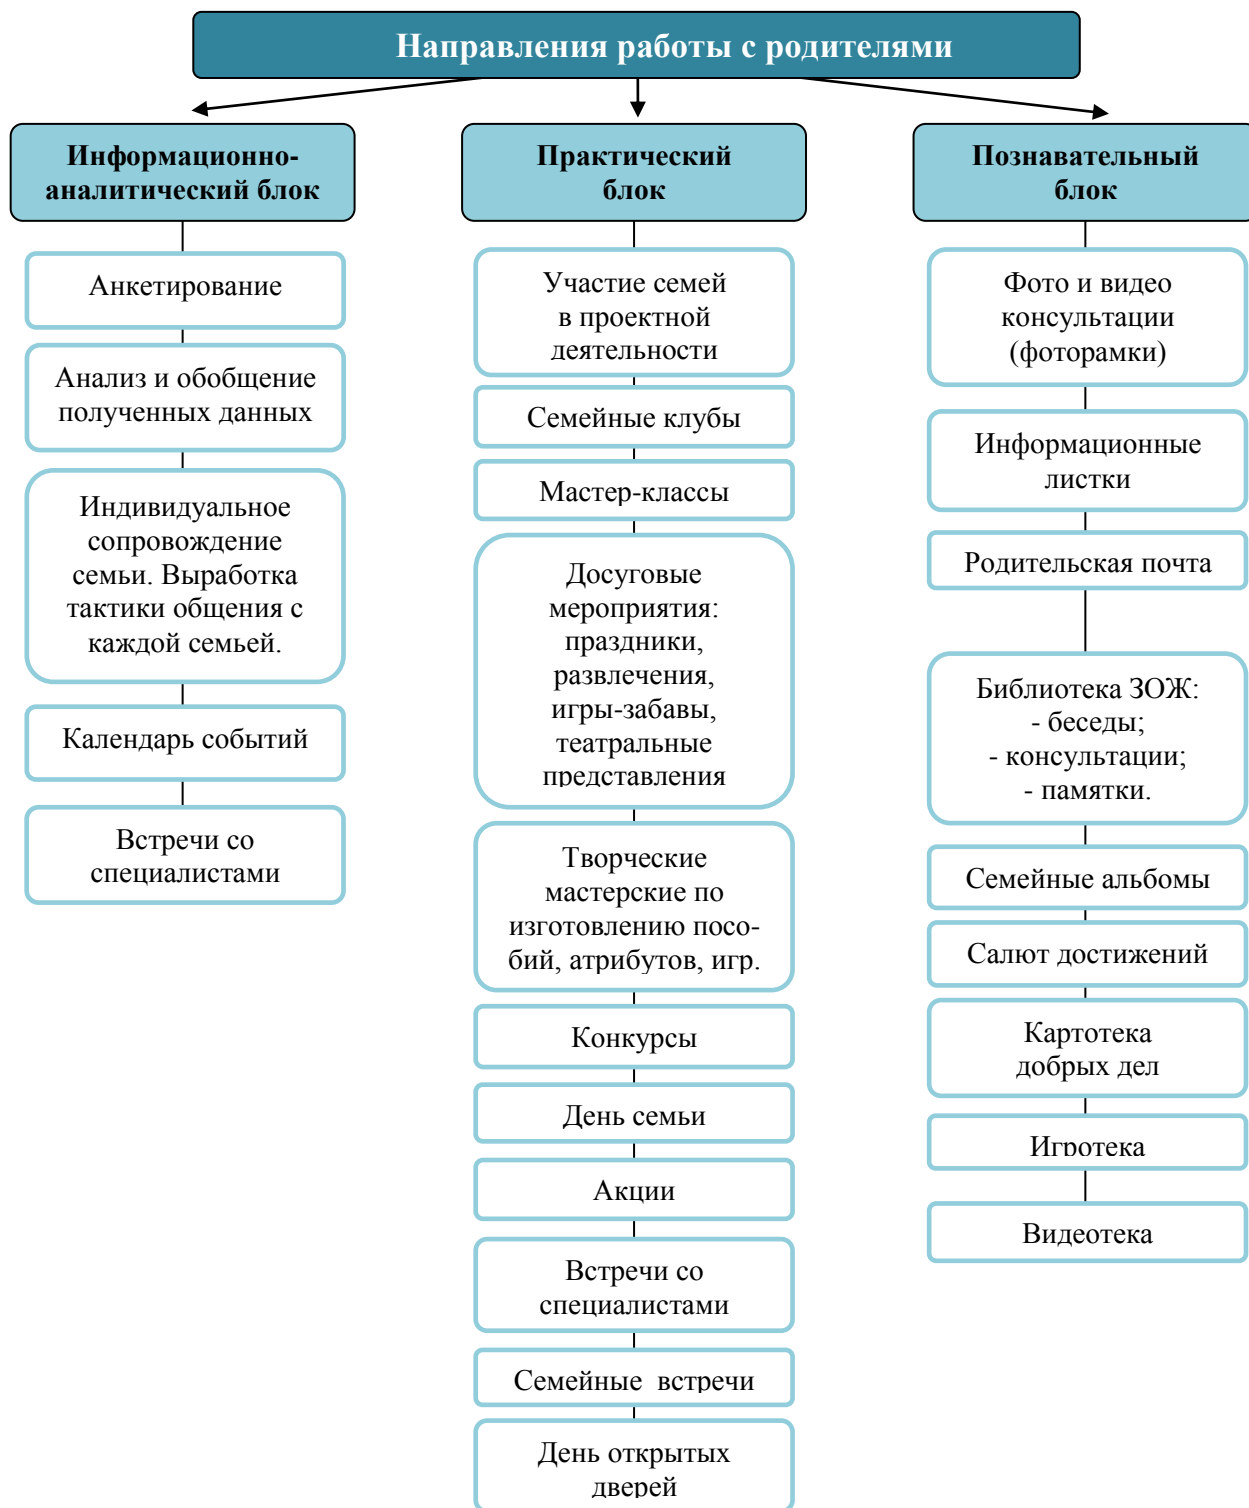 Направления работы с родителями
Информационно-
аналитический блок
Анкетирование
Анализ и обобщение
полученных данных
Индивидуальное
сопровождение
семьи. Выработка
тактики общения с
каждой семьей.
Календарь событий
Встречи со
специалистами
Практический
блок
Участие семей
в проектной
деятельности
Семейные клубы
Мастер-классы
Досуговые
мероприятия:
праздники,
развлечения,
игры-забавы,
театральные
представления
Творческие
мастерские по
изготовлению посо-
бий, атрибутов, игр.
Конкурсы
День семьи
Акции
Встречи со
специалистами
Семейные встречи
День открытых
дверей
Познавательный
блок
Фото и видео
консультации
(фоторамки)
Информационные
листки
Родительская почта
Библиотека ЗОЖ:
- беседы;
- консультации;
- памятки.
Семейные альбомы
Салют достижений
Картотека
добрых дел
Игротека
Видеотека